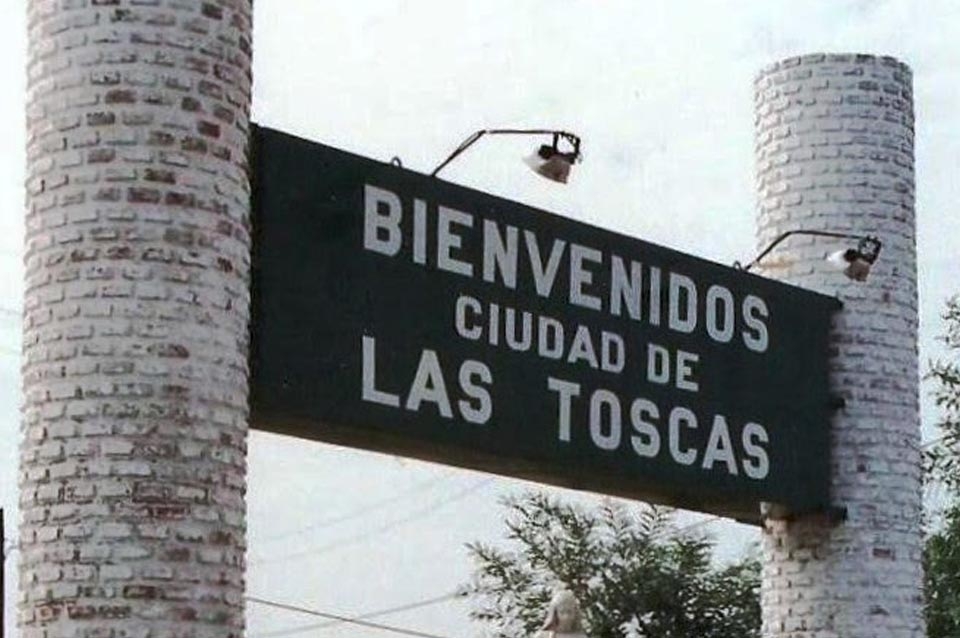 BIENVENIDOS
CIUDAD DE
LAS TOSCAS